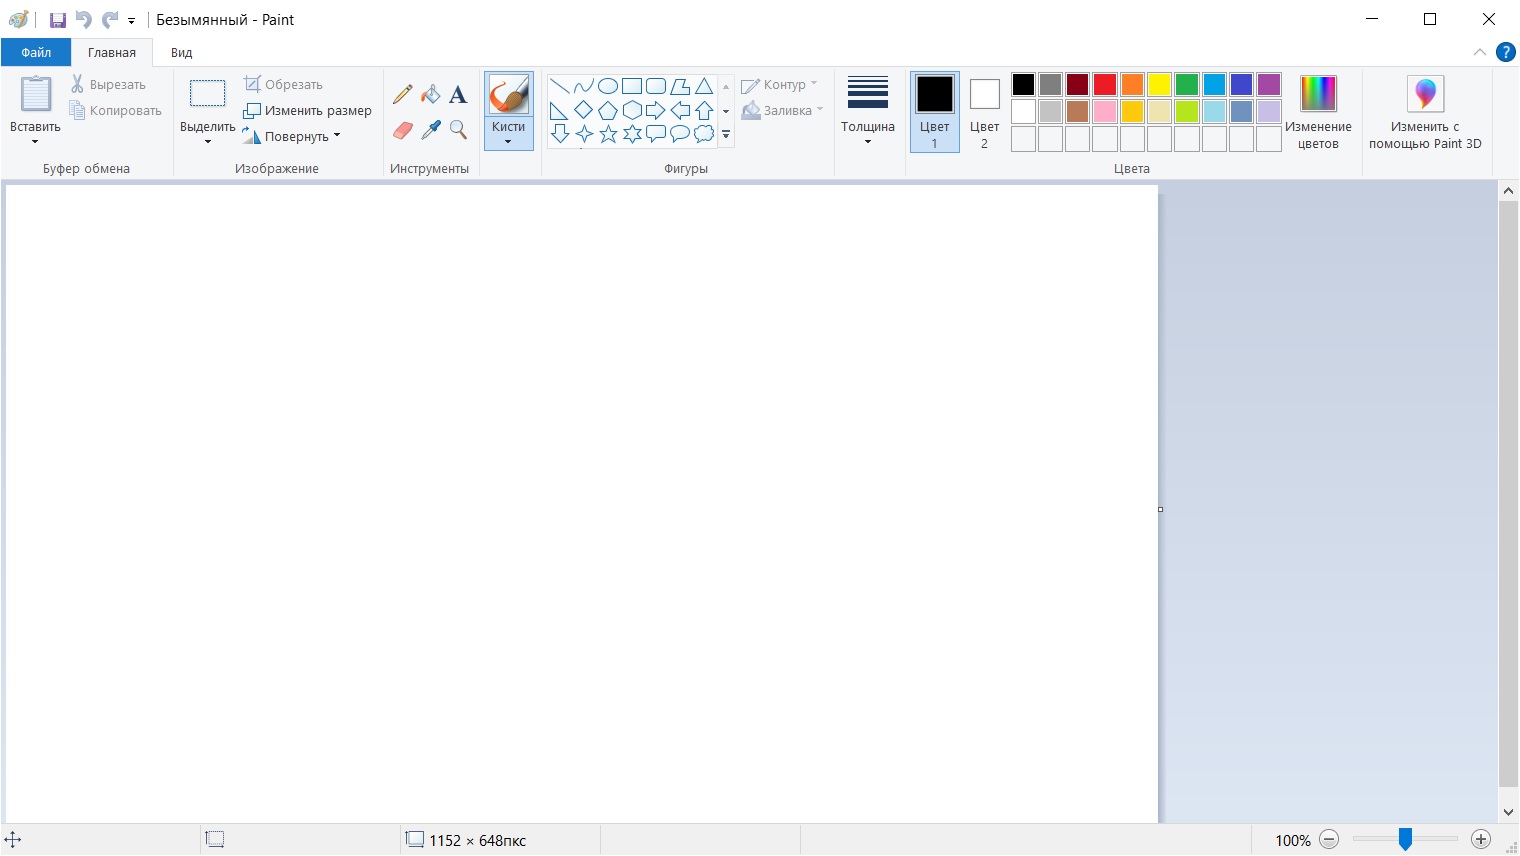 Безымянный - Paint
Файл Главная Вид
Вставить
Вырезать
Копировать
Буфер обмена
Выделить
Обрезать
Изменить размер
Повернуть
Изображение
A
Инструменты
Кисти
Контур
Заливка
Фигуры
Толщина
Цвет
1
Цвет
2
Изменение
цветов
Цвета
Изменить с
помощью Paint 3D
?
1152 × 648пкс
100%